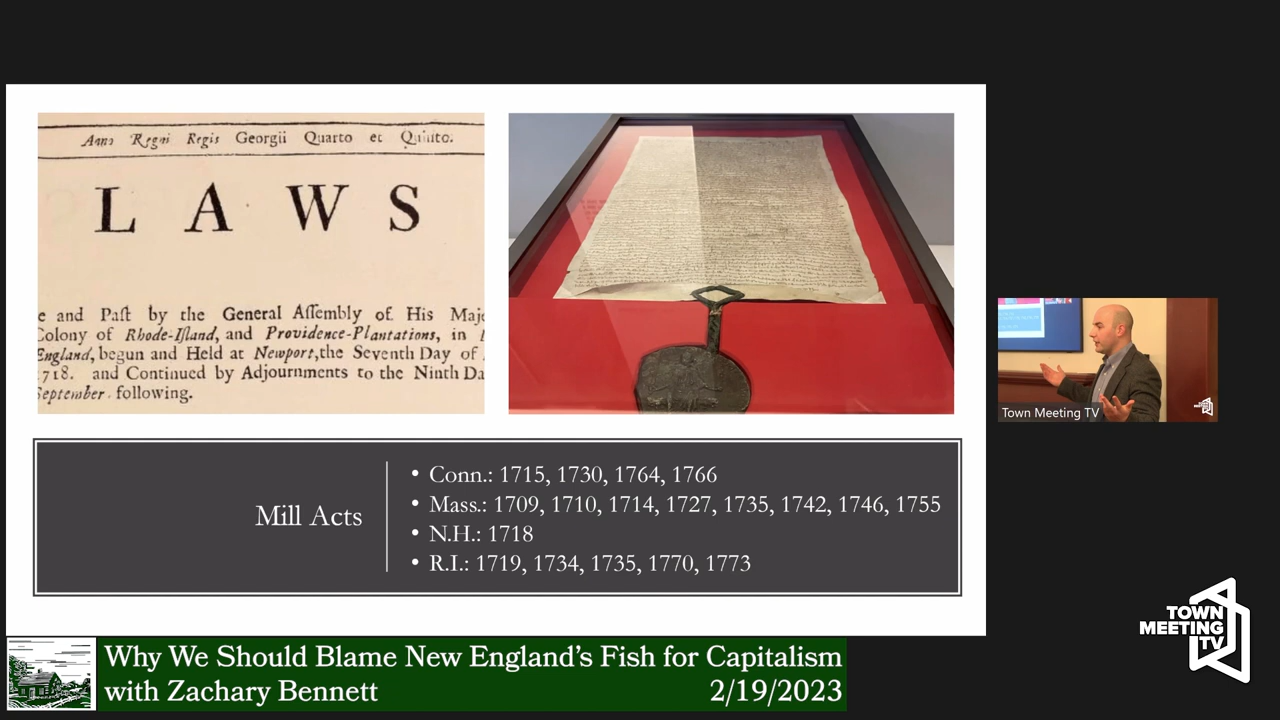 Anno Regni Regis Georgii Quarto et Quinto.
LAWS
e and Paſt by the General Aſſembly of His Maje
Colony of Rhode-Iſland, and Providence-Plantations, in
England, begun and Held at Newport,the Seventh Day of
1718. and Continued by Adjournments to the Ninth Da
September following.
Mill Acts
• Conn.: 1715, 1730, 1764, 1766
• Mass.: 1709, 1710, 1714, 1727, 1735, 1742, 1746, 1755
• N.H.: 1718
• R.I.: 1719, 1734, 1735, 1770, 1773
Town Meeting TV
Why We Should Blame New England’s Fish for Capitalism
with Zachary Bennett 2/19/2023
TOWN
MEETING
TV